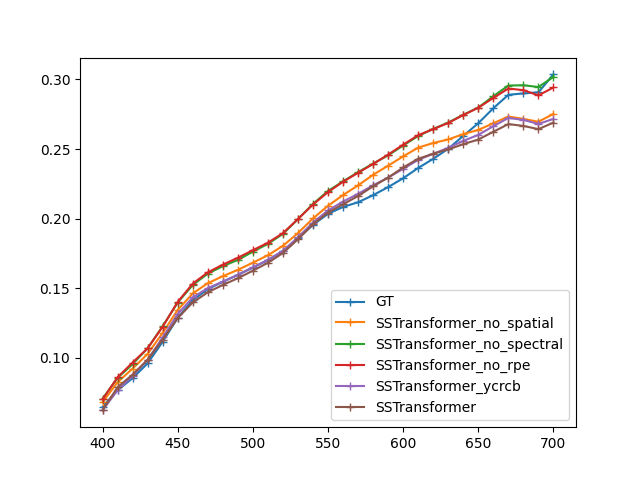 0.30
0.25
0.20
0.15
0.10
GT
SSTransformer_no_spatial
SSTransformer_no_spectral
SSTransformer_no_rpe
SSTransformer_ycrcb
SSTransformer
400 450 500 550 600 650 700